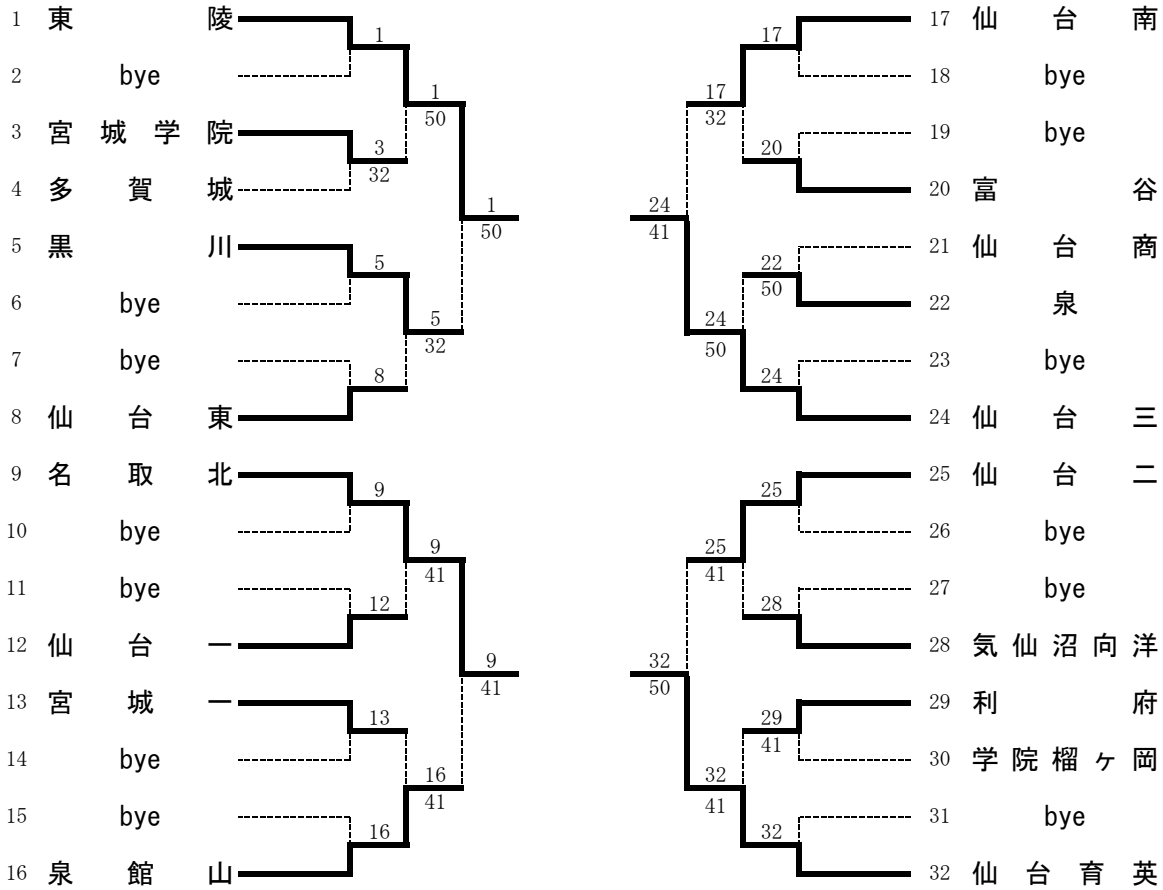 1 東陵
2 bye
3 宮城学院
4 多賀城
5 黒川
6 bye
7 bye
8 仙台東
9 名取北
10 bye
11 bye
12 仙台一
13 宮城一
14 bye
15 bye
16 泉館山
1
3
32
5
8
9
12
13
16
1
50
5
32
9
41
16
41
1
50
9
41
24
41
32
50
17
32
24
50
25
41
32
41
17
20
22
50
24
25
28
29
41
32
17 仙台南
18 bye
19 bye
20 富谷
21 仙台商
22 泉
23 bye
24 仙台三
25 仙台二
26 bye
27 bye
28 気仙沼向洋
29 利府
30 学院榴ヶ岡
31 bye
32 仙台育英